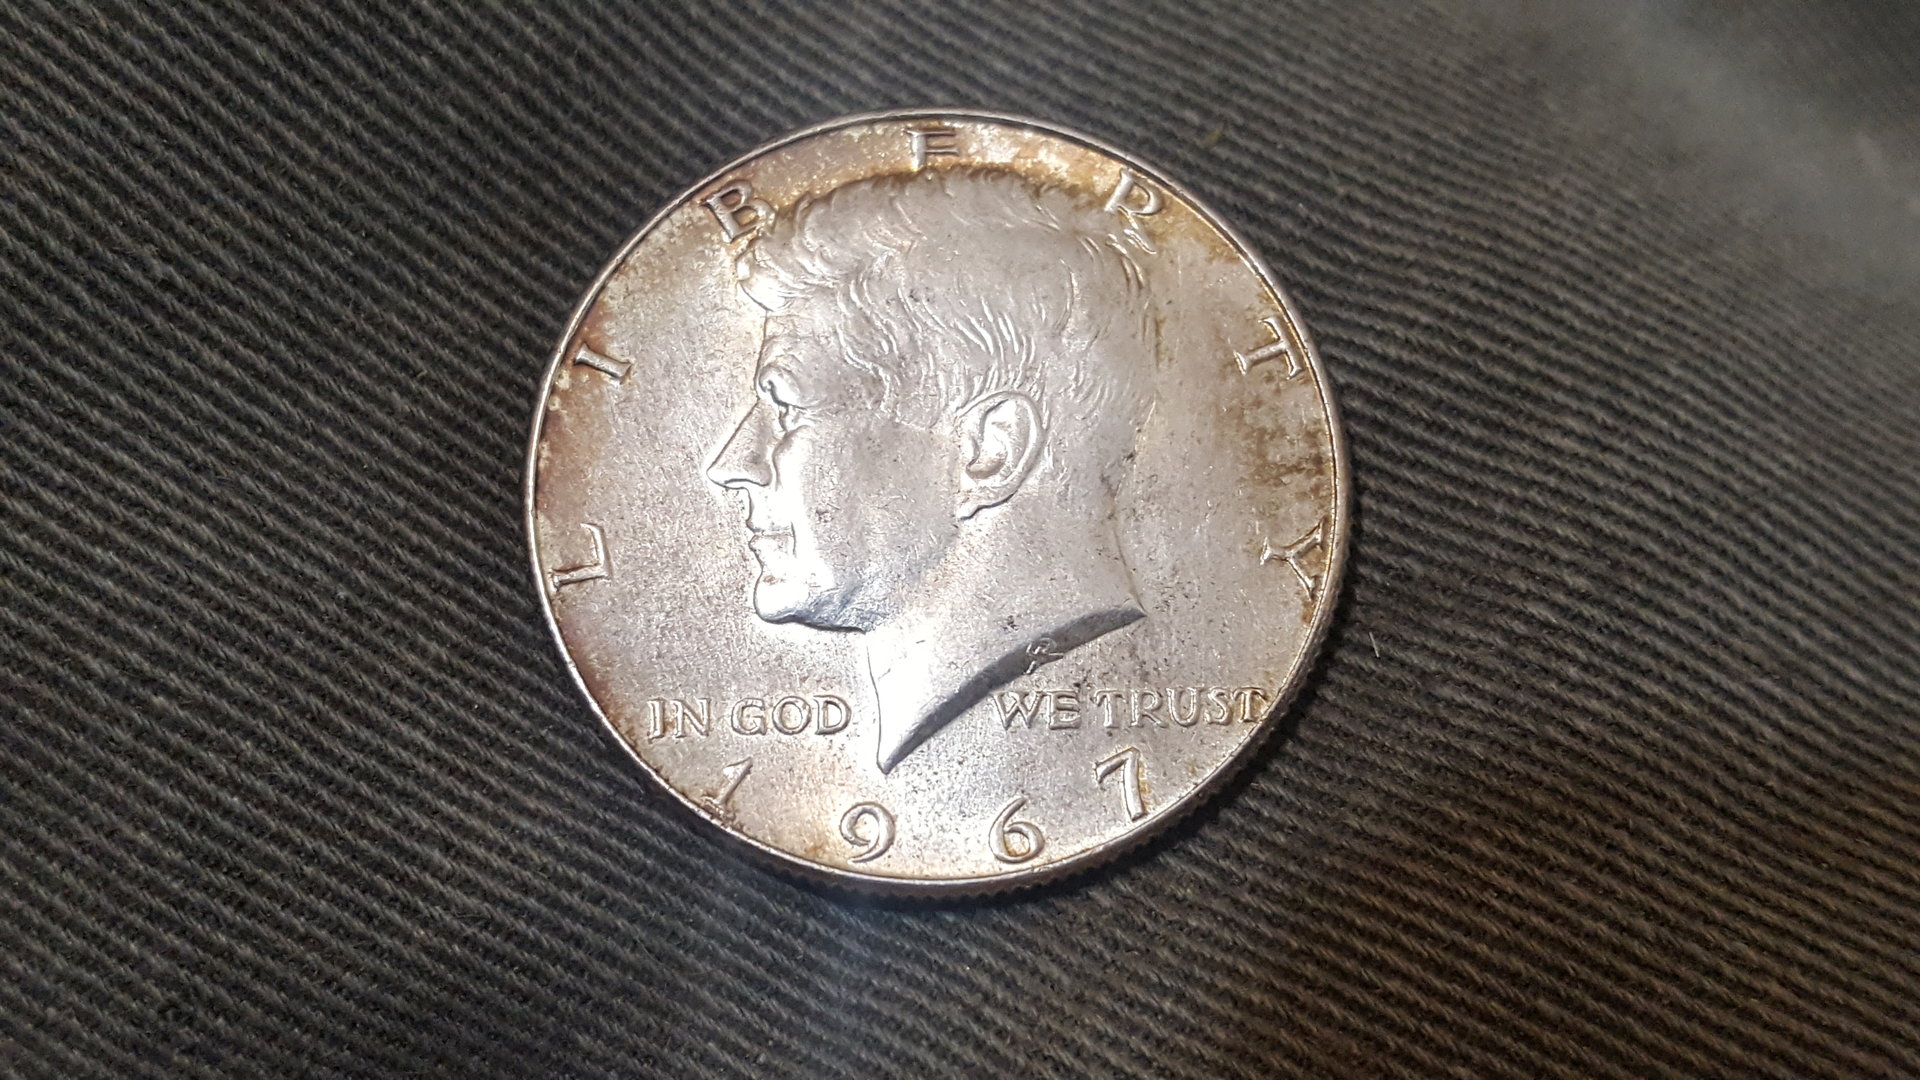 LIBERTY
IN GOD WE TRUST
1967